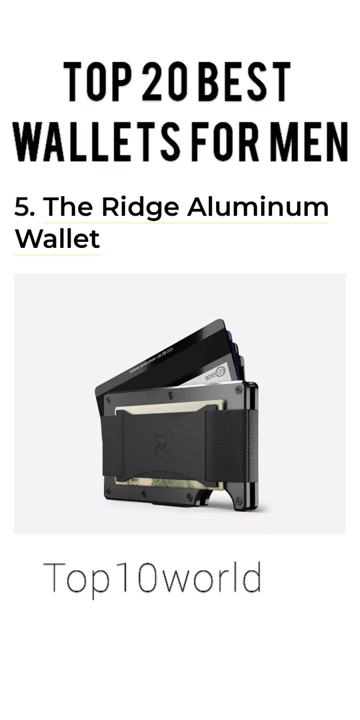 TOP 20 BEST
WALLETS FOR MEN
5. The Ridge Aluminum
Wallet
Top10world